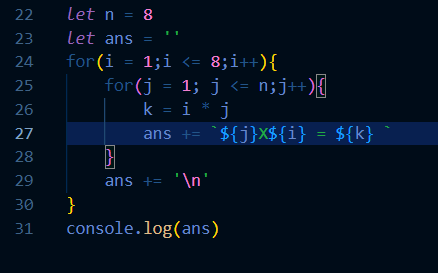 22 let n = 8
23 let ans = ''
24 for(i = 1;i <= 8;i++){
25     for(j = 1; j <= n;j++){
26         k = i * j
27         ans += `${j}X${i} = ${k} `
28     }
29     ans += '\n'
30 }
31 console.log(ans)